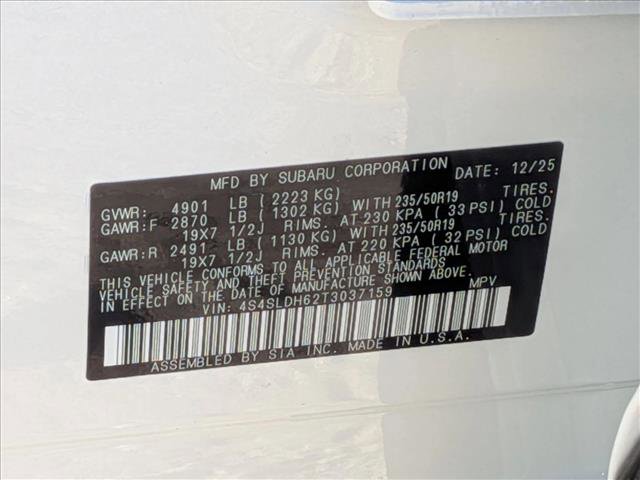 MFD BY SUBARU CORPORATION DATE: 12/25
GVWR: 4901 LB ( 2223 KG)
GAWR:F 2870 LB ( 1302 KG) WITH 235/50R19 TIRES.
19X7 1/2J RIMS. AT 230 KPA ( 33 PSI) COLD
GAWR:R 2491 LB ( 1130 KG) WITH 235/50R19 TIRES.
19X7 1/2J RIMS. AT 220 KPA ( 32 PSI) COLD
THIS VEHICLE CONFORMS TO ALL APPLICABLE FEDERAL MOTOR
VEHICLE SAFETY AND THEFT PREVENTION STANDARDS
IN EFFECT ON THE DATE OF MANUFACTURE SHOWN ABOVE.
VIN: 4S4SLDH62T3037159 MPV
ASSEMBLED BY SIA INC. MADE IN U.S.A.